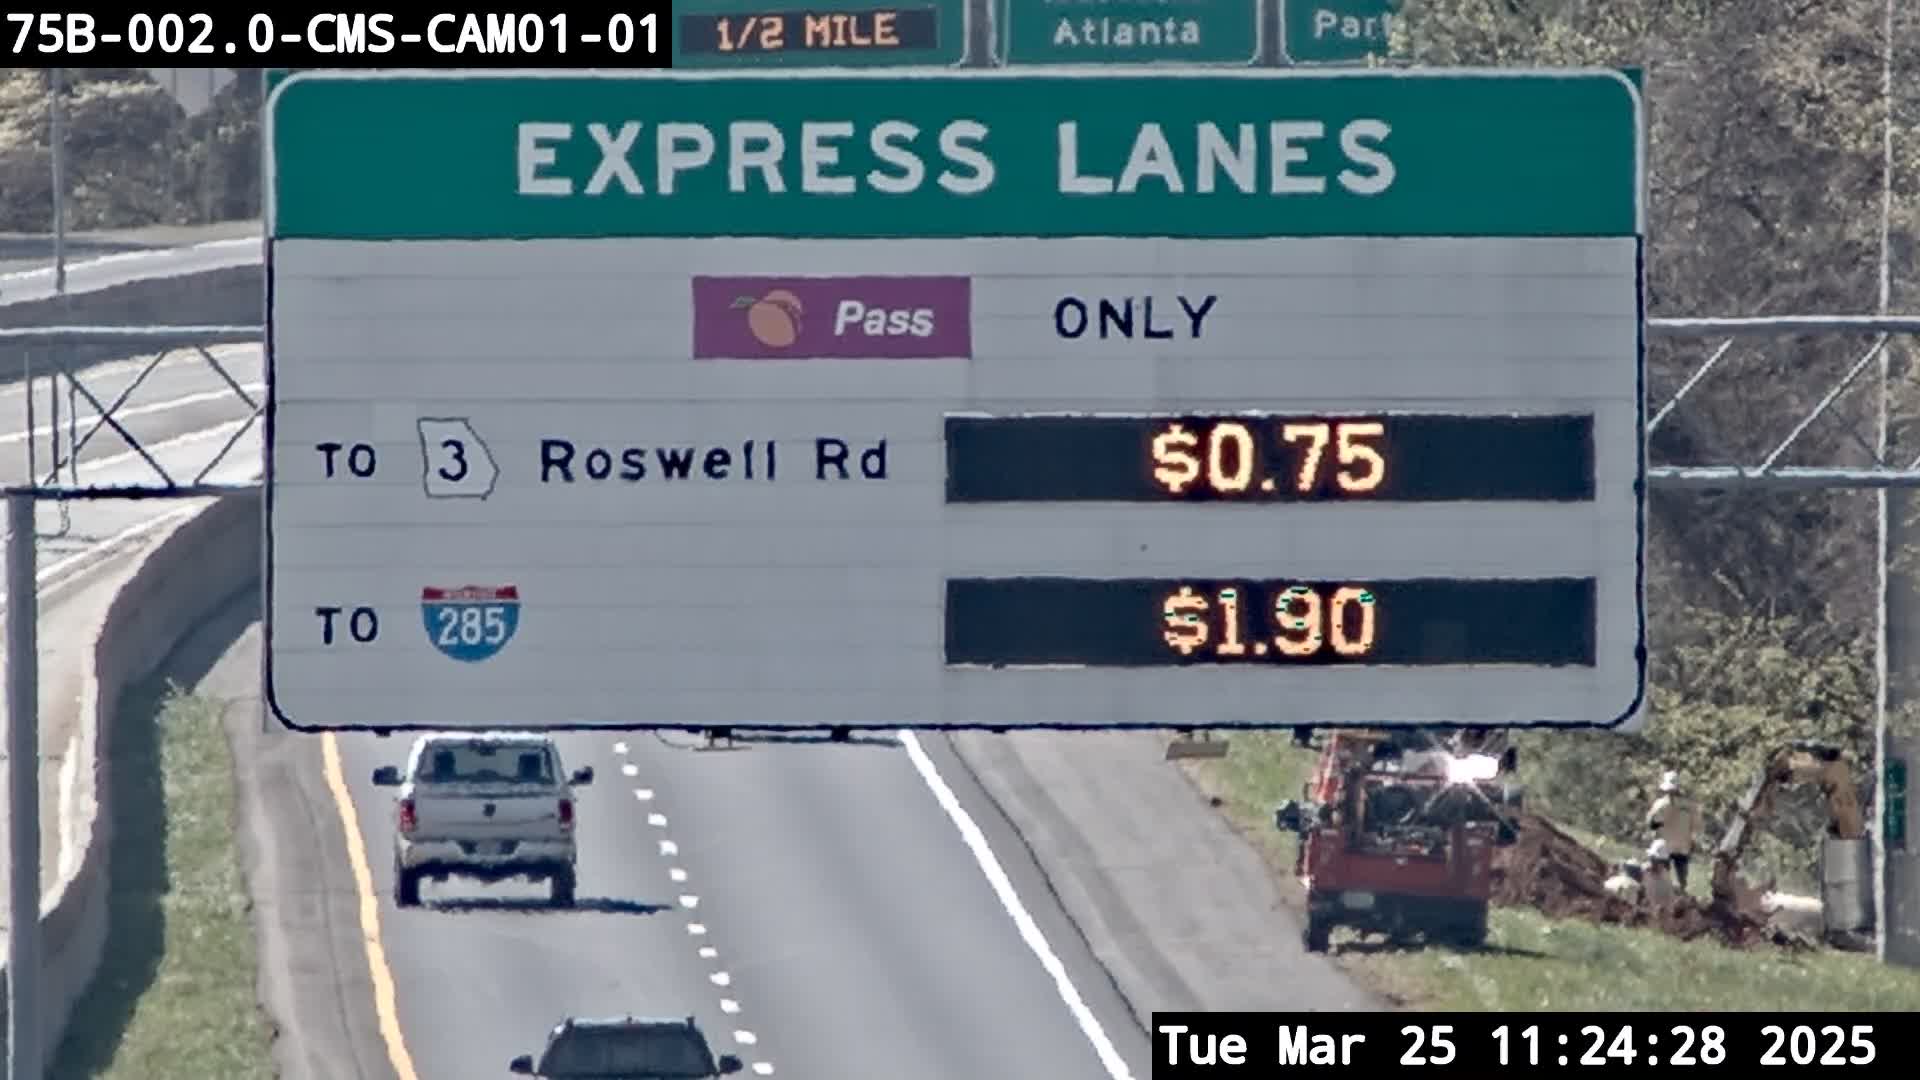 75B-002.0-CMS-CAM01-01
1/2 MILE
Atlanta
EXPRESS LANES
Pass ONLY
TO 3 Roswell Rd $0.75
TO 285 $1.90
Tue Mar 25 11:24:28 2025